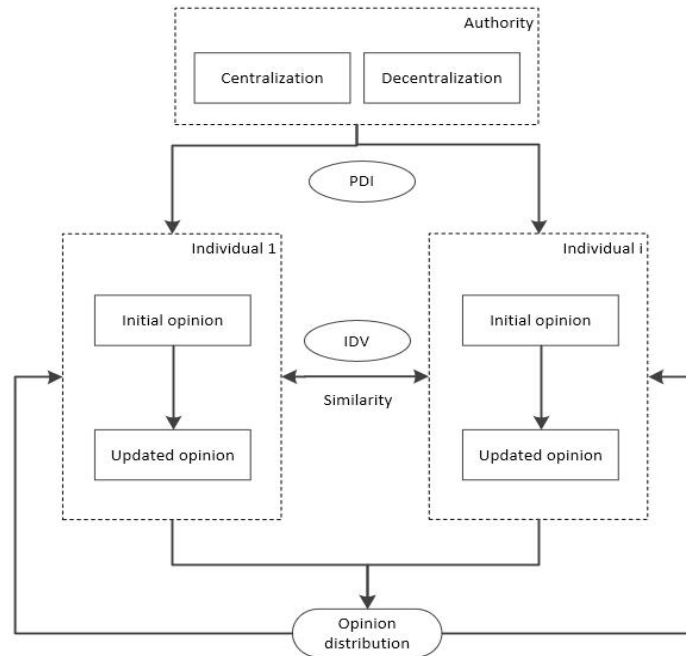 Authority
Centralization
Decentralization
PDI
Individual 1
Individual i
Initial opinion
IDV
Initial opinion
Similarity
Updated opinion
Updated opinion
Opinion
distribution